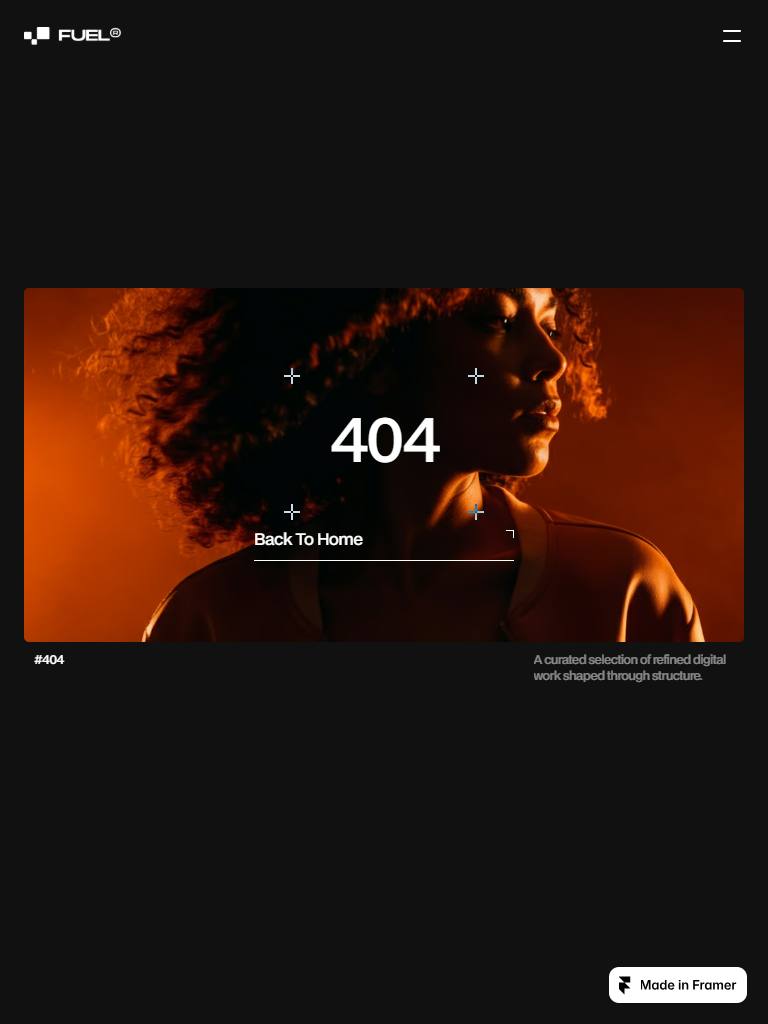 FUEL®
404
Back To Home
#404
A curated selection of refined digital
work shaped through structure.
Made in Framer